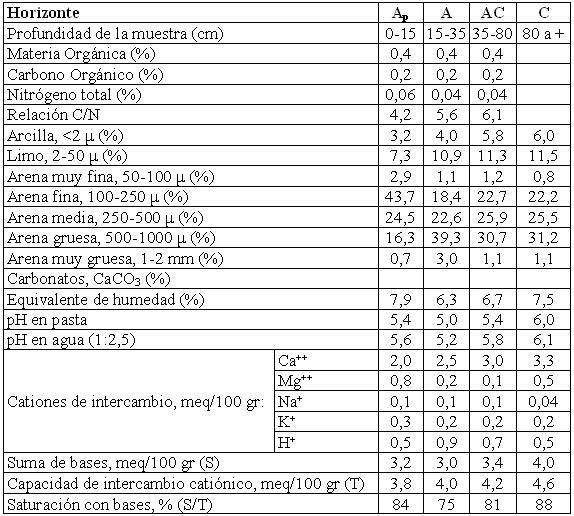 Horizonte Ap A AC C
Profundidad de la muestra (cm) 0-15 15-35 35-80 80 a +
Materia Orgánica (%) 0,4 0,4 0,4
Carbono Orgánico (%) 0,2 0,2 0,2
Nitrógeno total (%) 0,06 0,04 0,04
Relación C/N 4,2 5,6 6,1
Arcilla, <2 µ (%) 3,2 4,0 5,8 6,0
Limo, 2-50 µ (%) 7,3 10,9 11,3 11,5
Arena muy fina, 50-100 µ (%) 2,9 1,1 1,2 0,8
Arena fina, 100-250 µ (%) 43,7 18,4 22,7 22,2
Arena media, 250-500 µ (%) 24,5 22,6 25,9 25,5
Arena gruesa, 500-1000 µ (%) 16,3 39,3 30,7 31,2
Arena muy gruesa, 1-2 mm (%) 0,7 3,0 1,1 1,1
Carbonatos, CaCO3 (%)
Equivalente de humedad (%) 7,9 6,3 6,7 7,5
pH en pasta 5,4 5,0 5,4 6,0
pH en agua (1:2,5) 5,6 5,2 5,8 6,1
Cationes de intercambio, meq/100 gr:
Ca++ 2,0 2,5 3,0 3,3
Mg++ 0,8 0,2 0,1 0,5
Na+ 0,1 0,1 0,1 0,04
K+ 0,3 0,2 0,2 0,2
H+ 0,5 0,9 0,7 0,5
Suma de bases, meq/100 gr (S) 3,2 3,0 3,4 4,0
Capacidad de intercambio catiónico, meq/100 gr (T) 3,8 4,0 4,2 4,6
Saturación con bases, % (S/T) 84 75 81 88